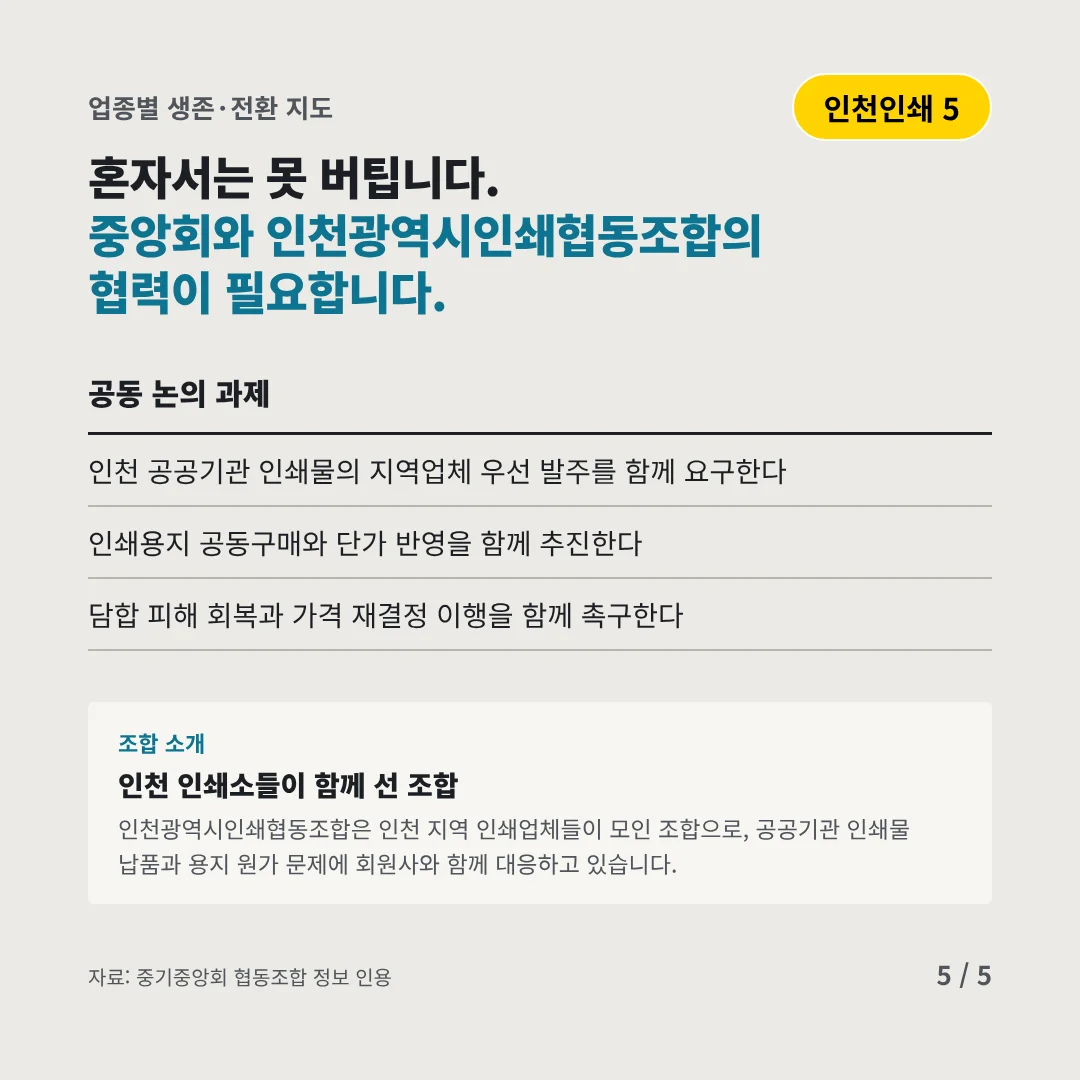 업종별 생존·전환 지도
인천인쇄 5
혼자서는 못 버팁니다.
중앙회와 인천광역시인쇄협동조합의
협력이 필요합니다.
공동 논의 과제
인천 공공기관 인쇄물의 지역업체 우선 발주를 함께 요구한다
인쇄용지 공동구매와 단가 반영을 함께 추진한다
담합 피해 회복과 가격 재결정 이행을 함께 촉구한다
조합 소개
인천 인쇄소들이 함께 선 조합
인천광역시인쇄협동조합은 인천 지역 인쇄업체들이 모인 조합으로, 공공기관 인쇄물
납품과 용지 원가 문제에 회원사와 함께 대응하고 있습니다.
자료: 중기중앙회 협동조합 정보 인용
5 / 5